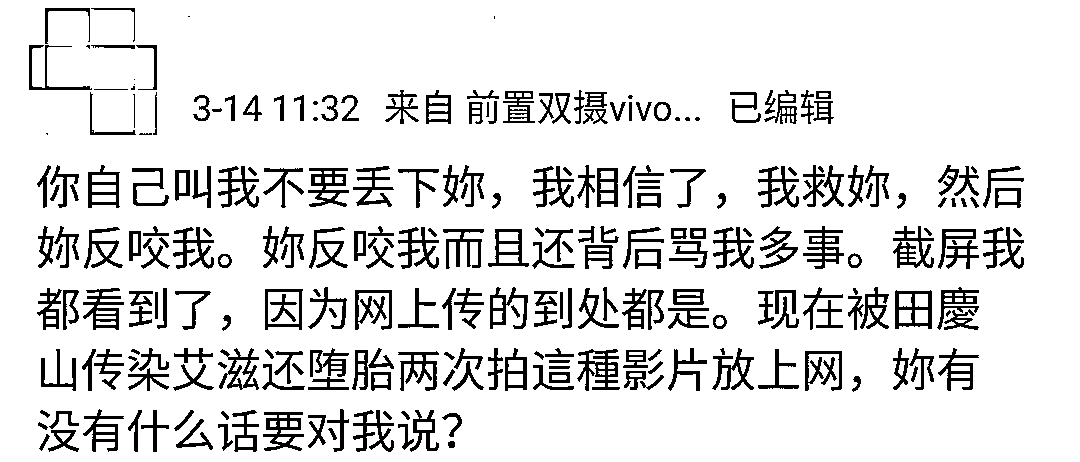 3-14 11:32 来自 前置双摄vivo... 已编辑
你自己叫我不要丢下妳，我相信了，我救妳，然后
妳反咬我。妳反咬我而且还背后骂我多事。截屏我
都看到了，因为网上传的到处都是。现在被田慶
山传染艾滋还堕胎两次拍這種影片放上网，妳有
没有什么话要对我说？